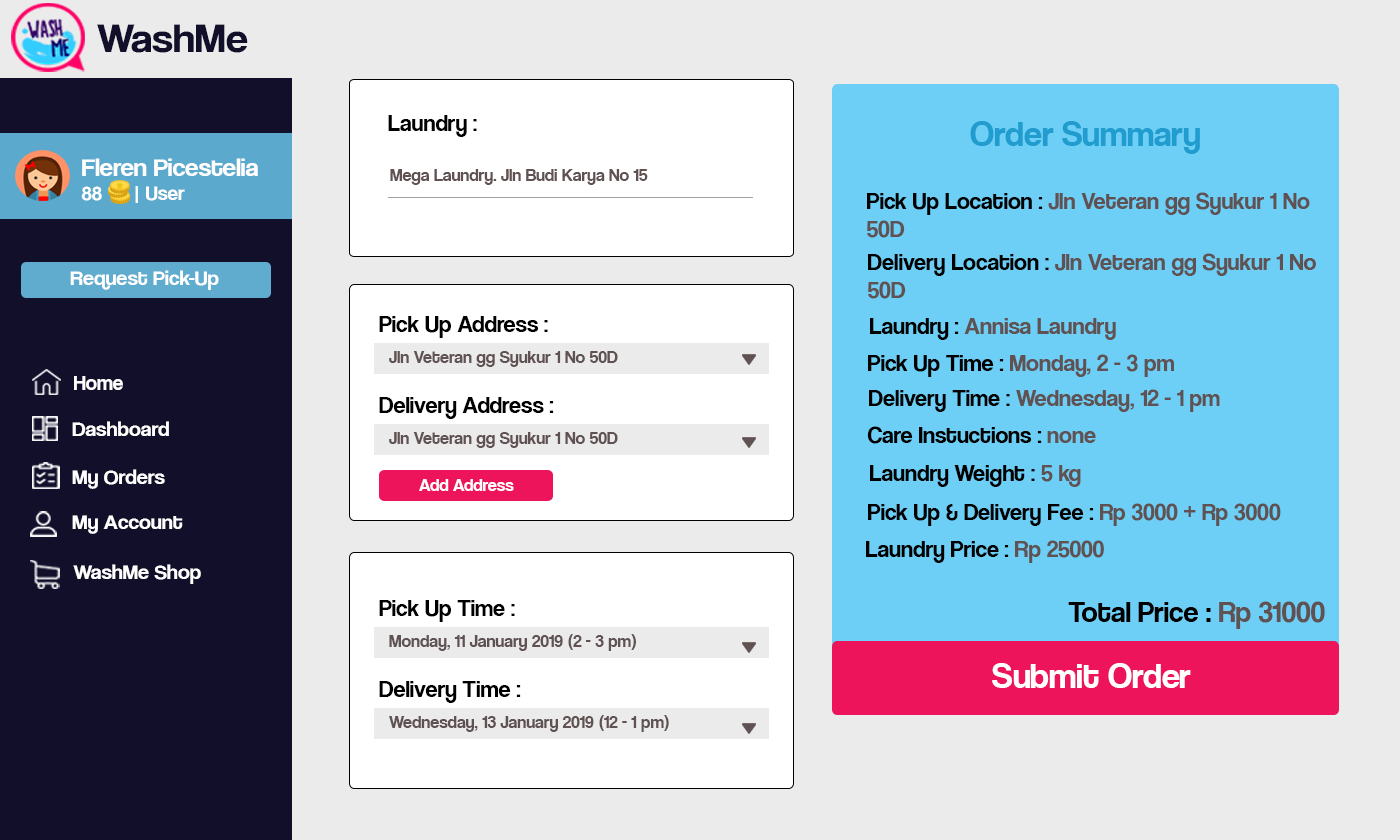 WASH
ME
WashMe
Fleren Picestelia
88 | User
Request Pick-Up
Home
Dashboard
My Orders
My Account
WashMe Shop
Laundry :
Mega Laundry. Jln Budi Karya No 15
Pick Up Address :
Jln Veteran gg Syukur 1 No 50D
Delivery Address :
Jln Veteran gg Syukur 1 No 50D
Add Address
Pick Up Time :
Monday, 11 January 2019 (2 - 3 pm)
Delivery Time :
Wednesday, 13 January 2019 (12 - 1 pm)
Order Summary
Pick Up Location : Jln Veteran gg Syukur 1 No
50D
Delivery Location : Jln Veteran gg Syukur 1 No
50D
Laundry : Annisa Laundry
Pick Up Time : Monday, 2 - 3 pm
Delivery Time : Wednesday, 12 - 1 pm
Care Instuctions : none
Laundry Weight : 5 kg
Pick Up & Delivery Fee : Rp 3000 + Rp 3000
Laundry Price : Rp 25000
Total Price : Rp 31000
Submit Order